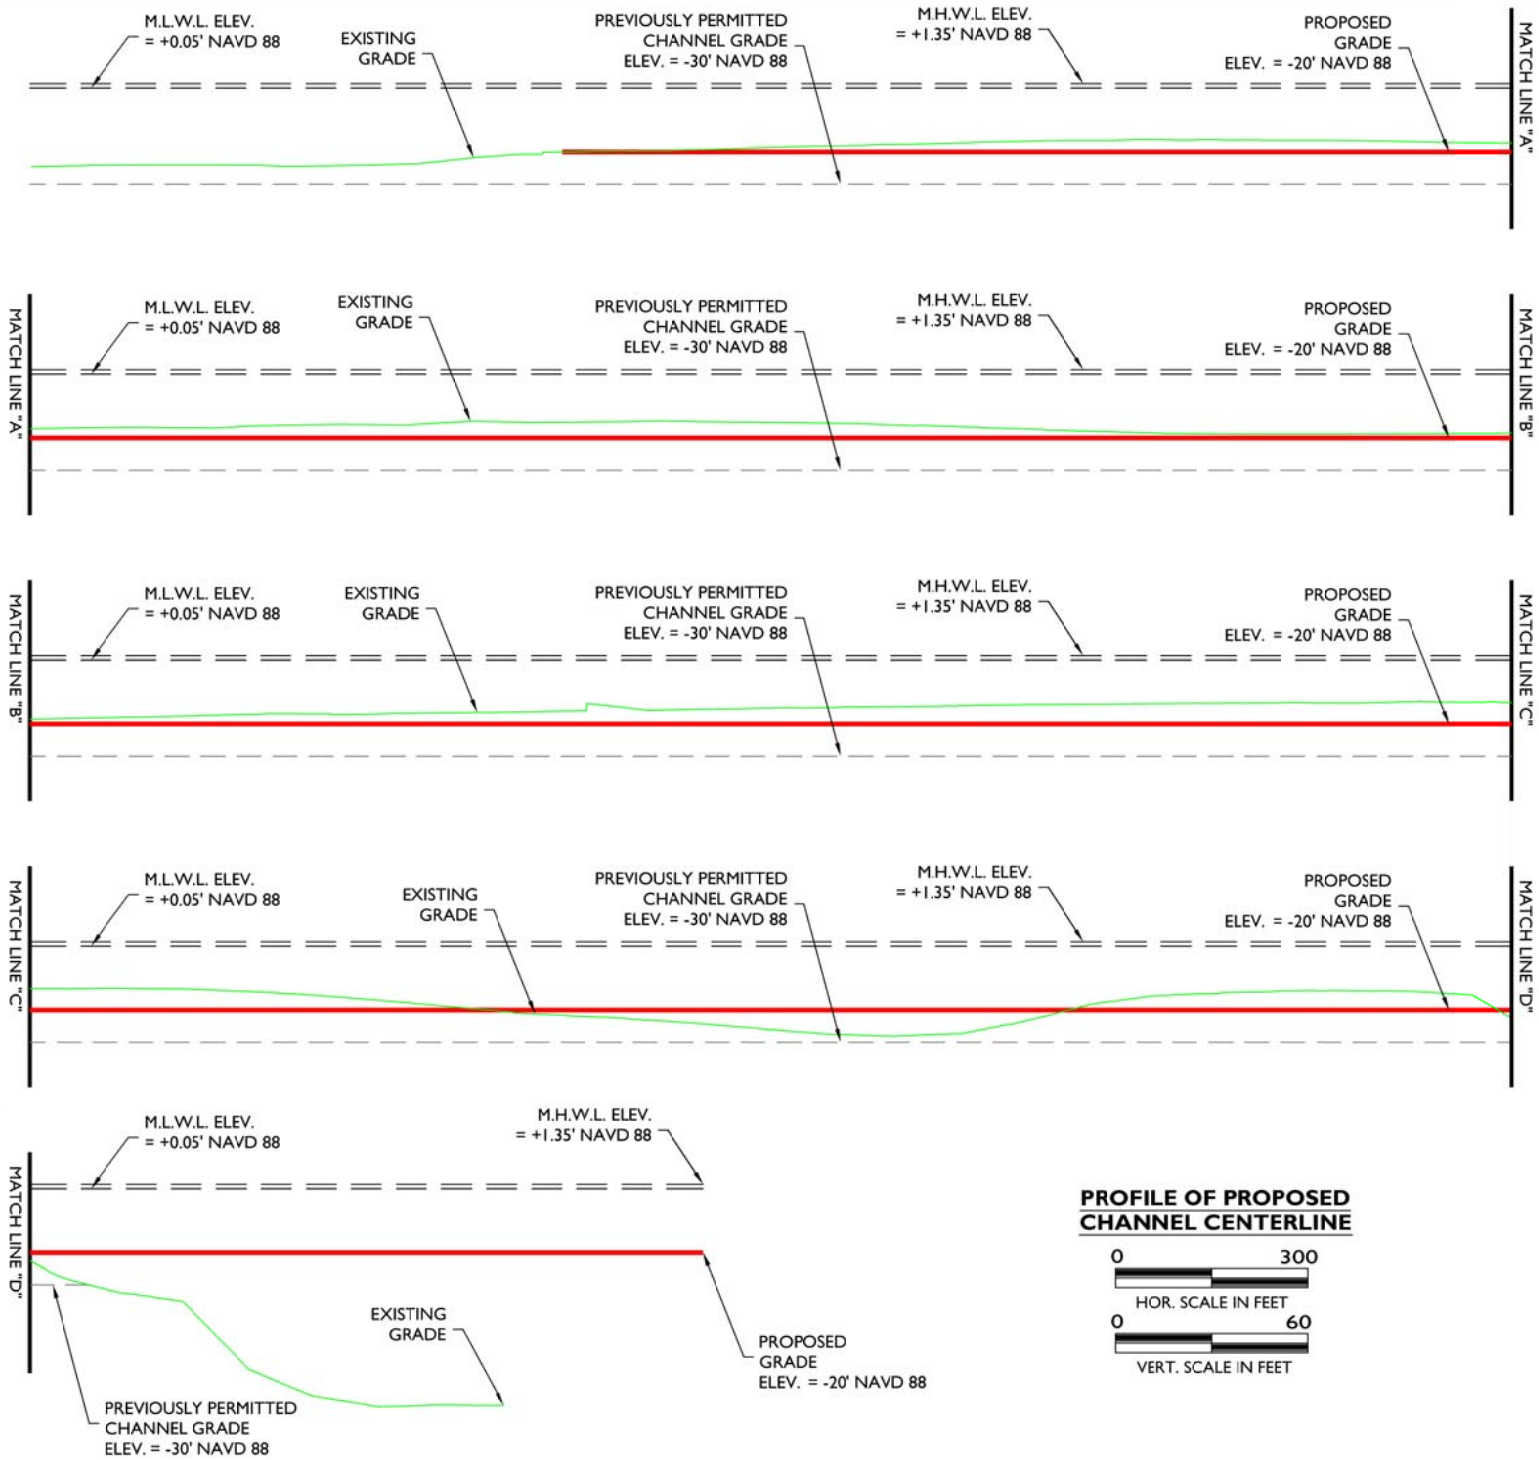 M.L.W.L. ELEV.
= +0.05' NAVD 88
EXISTING
GRADE
PREVIOUSLY PERMITTED
CHANNEL GRADE
ELEV. = -30' NAVD 88
M.H.W.L. ELEV.
= +1.35' NAVD 88
PROPOSED
GRADE
ELEV. = -20' NAVD 88
MATCH LINE "A"
MATCH LINE "A"
M.L.W.L. ELEV.
= +0.05' NAVD 88
EXISTING
GRADE
PREVIOUSLY PERMITTED
CHANNEL GRADE
ELEV. = -30' NAVD 88
M.H.W.L. ELEV.
= +1.35' NAVD 88
PROPOSED
GRADE
ELEV. = -20' NAVD 88
MATCH LINE "B"
MATCH LINE "B"
M.L.W.L. ELEV.
= +0.05' NAVD 88
EXISTING
GRADE
PREVIOUSLY PERMITTED
CHANNEL GRADE
ELEV. = -30' NAVD 88
M.H.W.L. ELEV.
= +1.35' NAVD 88
PROPOSED
GRADE
ELEV. = -20' NAVD 88
MATCH LINE "C"
MATCH LINE "C"
M.L.W.L. ELEV.
= +0.05' NAVD 88
EXISTING
GRADE
PREVIOUSLY PERMITTED
CHANNEL GRADE
ELEV. = -30' NAVD 88
M.H.W.L. ELEV.
= +1.35' NAVD 88
PROPOSED
GRADE
ELEV. = -20' NAVD 88
MATCH LINE "D"
MATCH LINE "D"
M.L.W.L. ELEV.
= +0.05' NAVD 88
M.H.W.L. ELEV.
= +1.35' NAVD 88
EXISTING
GRADE
PROPOSED
GRADE
ELEV. = -20' NAVD 88
PREVIOUSLY PERMITTED
CHANNEL GRADE
ELEV. = -30' NAVD 88
PROFILE OF PROPOSED
CHANNEL CENTERLINE
0 300
HOR. SCALE IN FEET
0 60
VERT. SCALE IN FEET